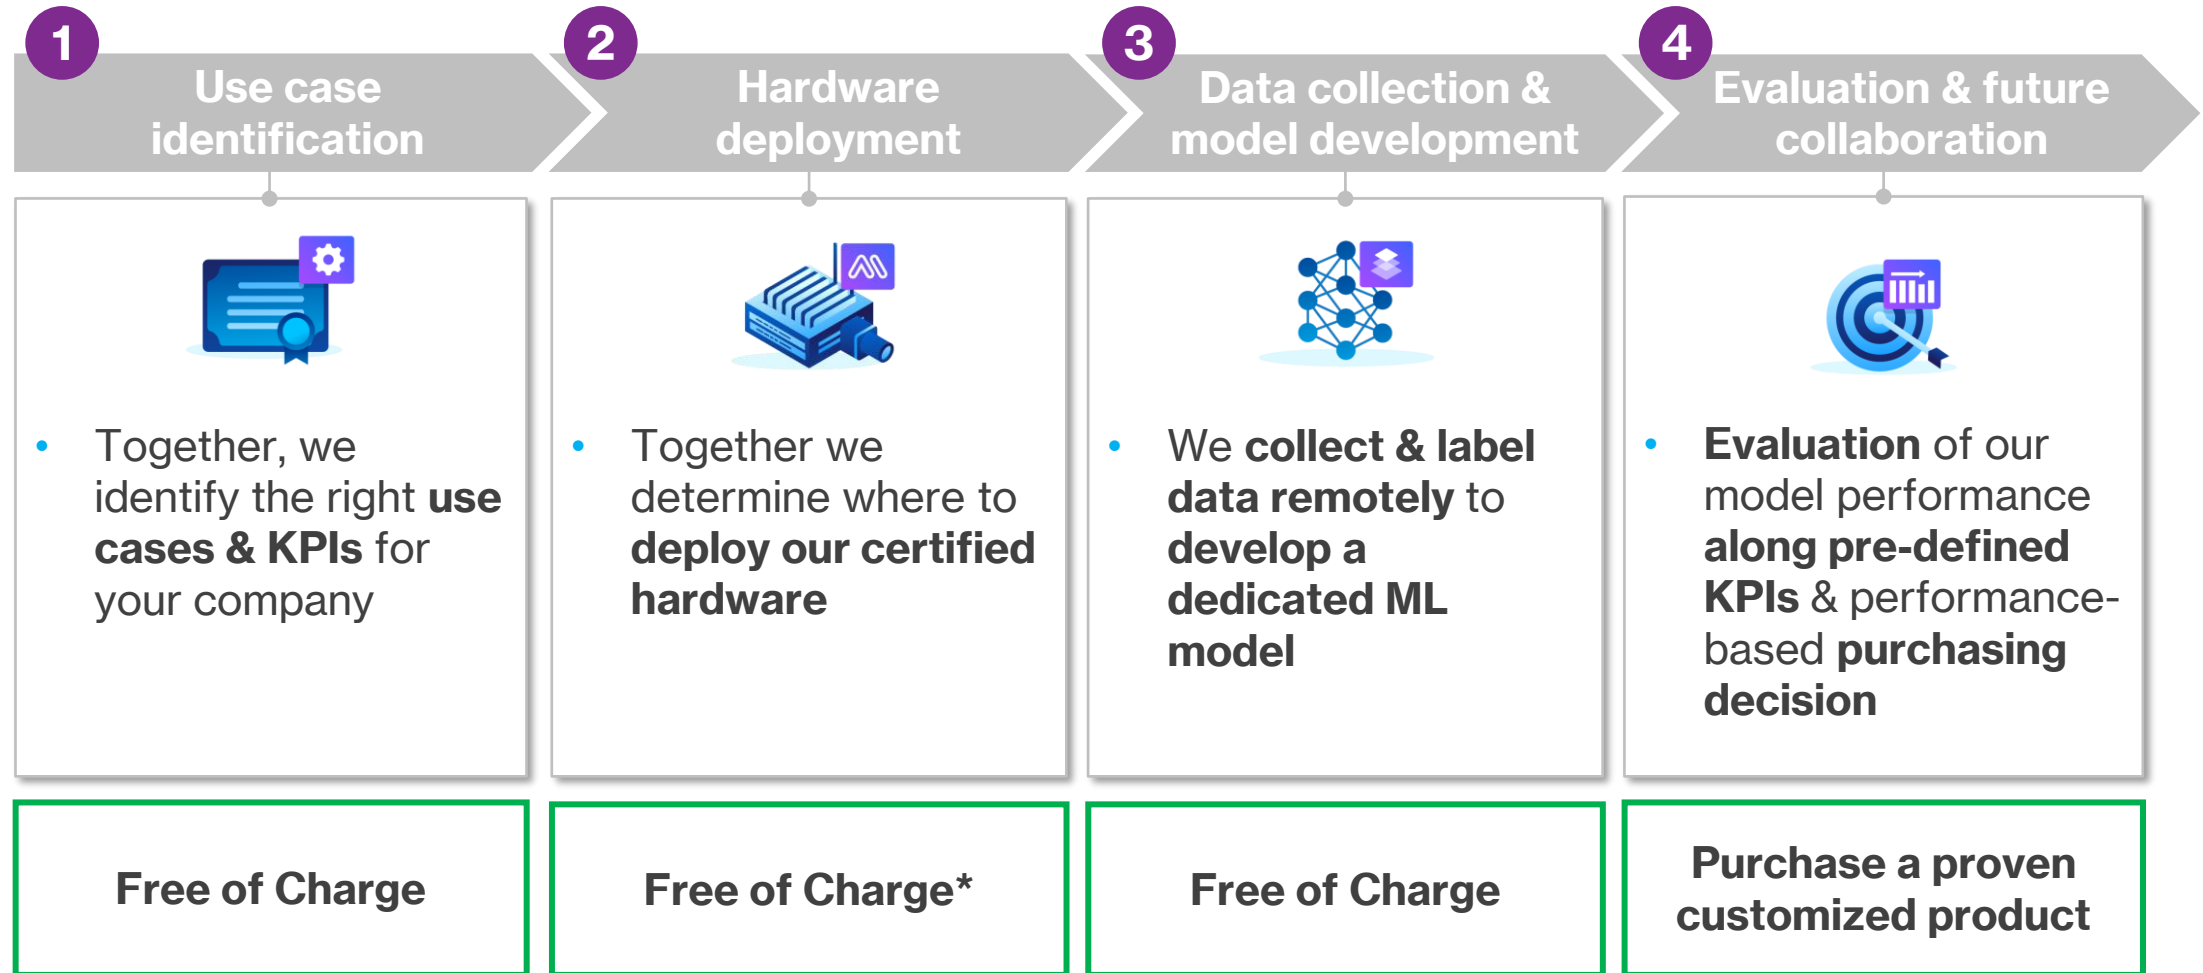 1
Use case
identification
2
Hardware
deployment
3
Data collection &
model development
4
Evaluation & future
collaboration
• Together, we
identify the right use
cases & KPIs for
your company
• Together we
determine where to
deploy our certified
hardware
• We collect & label
data remotely to
develop a
dedicated ML
model
• Evaluation of our
model performance
along pre-defined
KPIs & performance-
based purchasing
decision
Free of Charge
Free of Charge*
Free of Charge
Purchase a proven
customized product